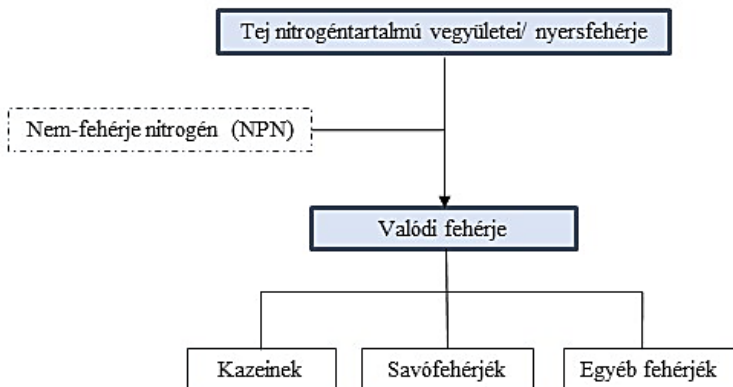 Tej nitrogéntartalmú vegyületei/ nyersfehérje
Nem-fehérje nitrogén (NPN)
Valódi fehérje
Kazeinek
Savófehérjék
Egyéb fehérjék